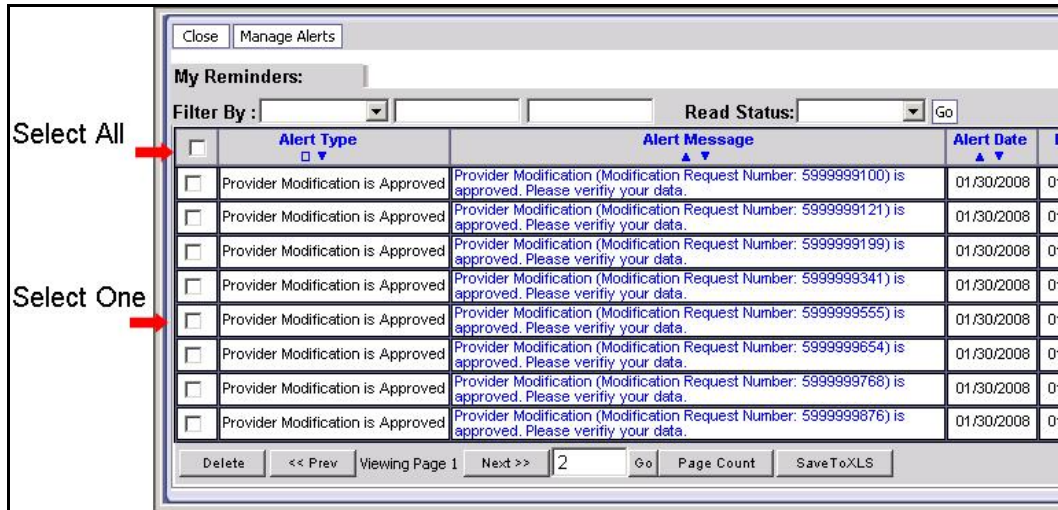 Close Manage Alerts
My Reminders:
Filter By : Read Status: Go
Select All
Alert Type Alert Message Alert Date
Provider Modification is Approved Provider Modification (Modification Request Number: 5999999100) is 01/30/2008
approved. Please verifiy your data.
Provider Modification is Approved Provider Modification (Modification Request Number: 5999999121) is 01/30/2008
approved. Please verifiy your data.
Provider Modification is Approved Provider Modification (Modification Request Number: 5999999199) is 01/30/2008
approved. Please verifiy your data.
Provider Modification is Approved Provider Modification (Modification Request Number: 5999999341) is 01/30/2008
approved. Please verifiy your data.
Select One
Provider Modification is Approved Provider Modification (Modification Request Number: 5999999555) is 01/30/2008
approved. Please verifiy your data.
Provider Modification is Approved Provider Modification (Modification Request Number: 5999999654) is 01/30/2008
approved. Please verifiy your data.
Provider Modification is Approved Provider Modification (Modification Request Number: 5999999768) is 01/30/2008
approved. Please verifiy your data.
Provider Modification is Approved Provider Modification (Modification Request Number: 5999999876) is 01/30/2008
approved. Please verifiy your data.
Delete << Prev Viewing Page 1 Next >> 2 Go Page Count SaveToXLS